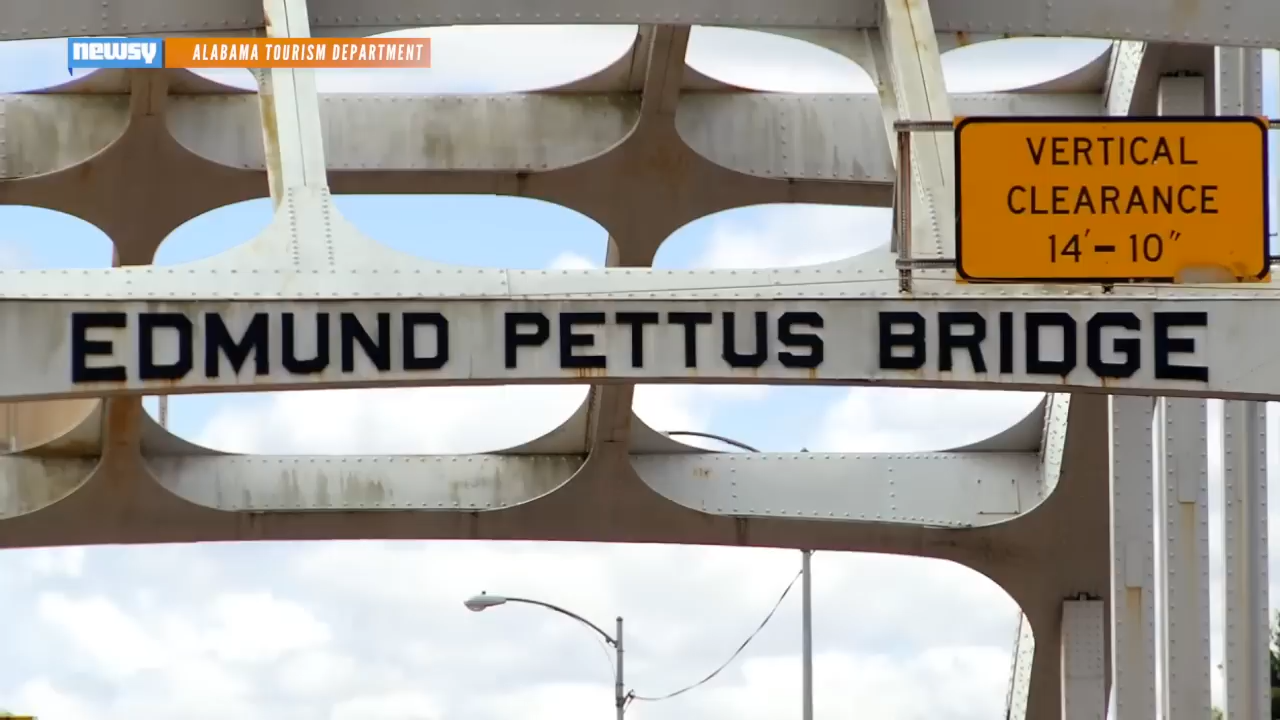 newsy ALABAMA TOURISM DEPARTMENT
VERTICAL
CLEARANCE
14'-10"
EDMUND PETTUS BRIDGE